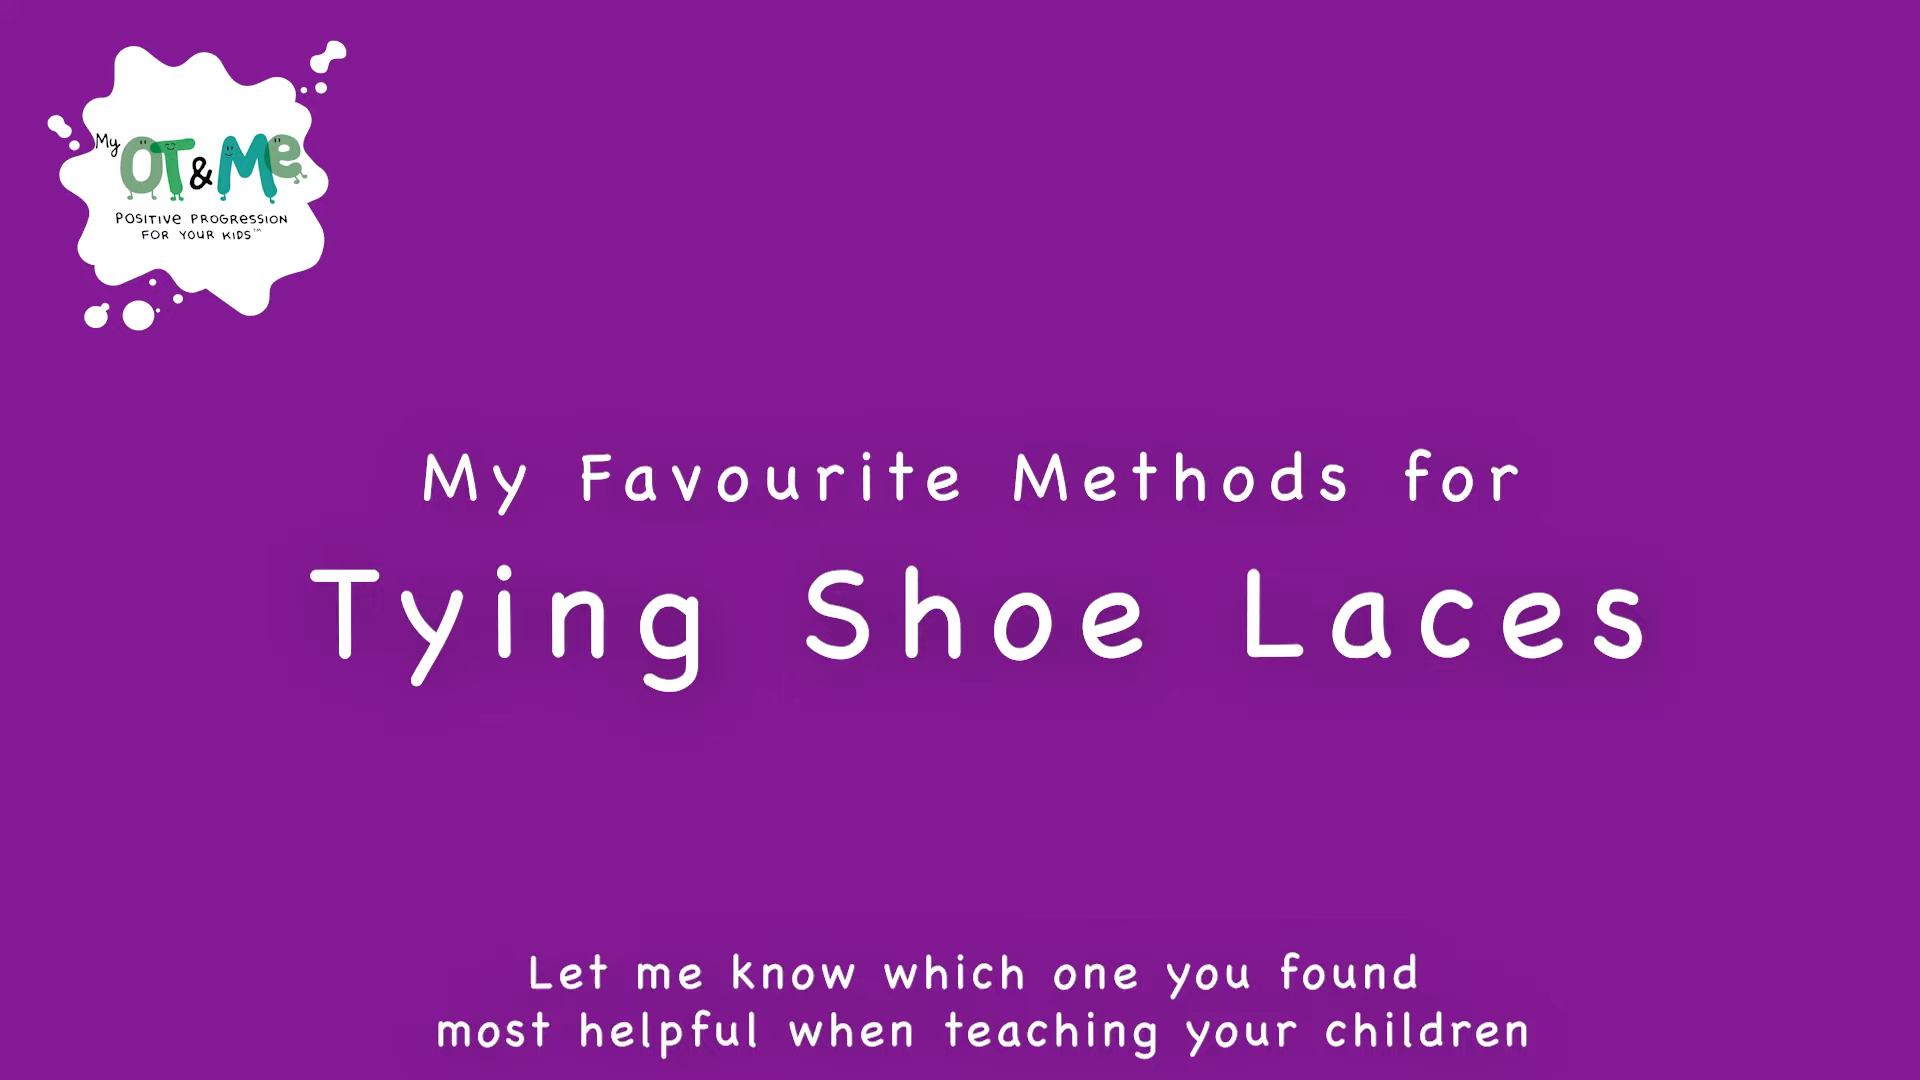 My OT & Me
POSITIVE PROGRESSION
FOR YOUR KIDS™
My Favourite Methods for
Tying Shoe Laces
Let me know which one you found
most helpful when teaching your children